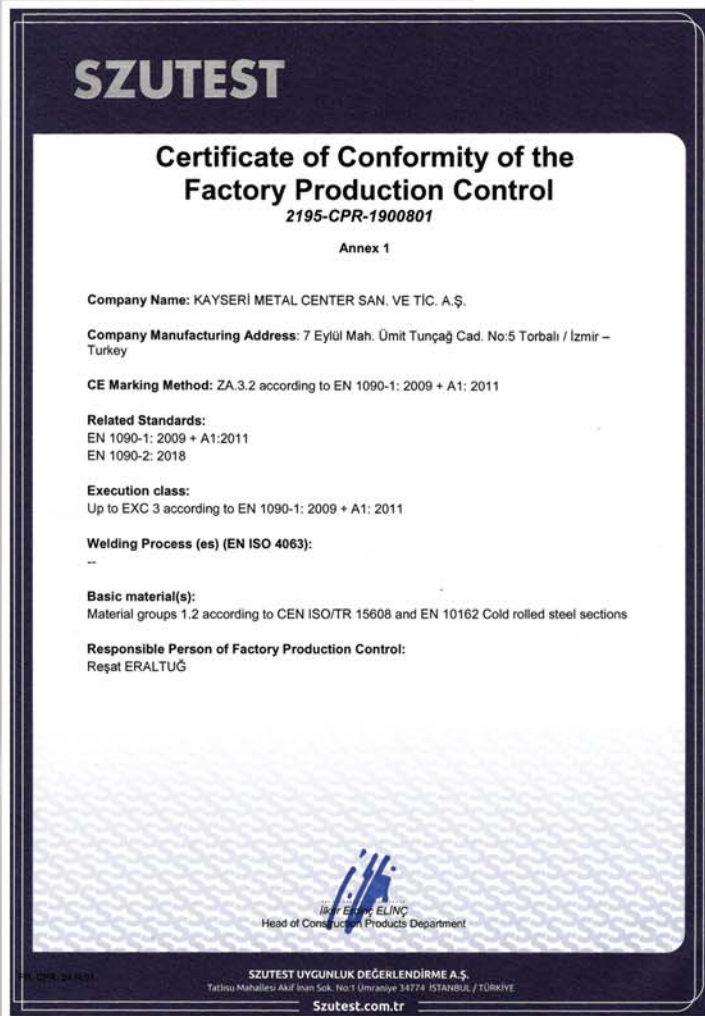 SZUTEST
Certificate of Conformity of the
Factory Production Control
2195-CPR-1900801
Annex 1
Company Name: KAYSERİ METAL CENTER SAN. VE TİC. A.Ş.
Company Manufacturing Address: 7 Eylül Mah. Ümit Tunçağ Cad. No:5 Torbalı / İzmir –
Turkey
CE Marking Method: ZA.3.2 according to EN 1090-1: 2009 + A1: 2011
Related Standards:
EN 1090-1: 2009 + A1:2011
EN 1090-2: 2018
Execution class:
Up to EXC 3 according to EN 1090-1: 2009 + A1: 2011
Welding Process (es) (EN ISO 4063):
--
Basic material(s):
Material groups 1.2 according to CEN ISO/TR 15608 and EN 10162 Cold rolled steel sections
Responsible Person of Factory Production Control:
Reşat ERALTUĞ
İlker Erdinç ELİNÇ
Head of Construction Products Department
SZUTEST UYGUNLUK DEĞERLENDİRME A.Ş.
Tatlısu Mahallesi Akif İnan Sok. No:1 Ümraniye 34774 İSTANBUL / TÜRKİYE
Szutest.com.tr